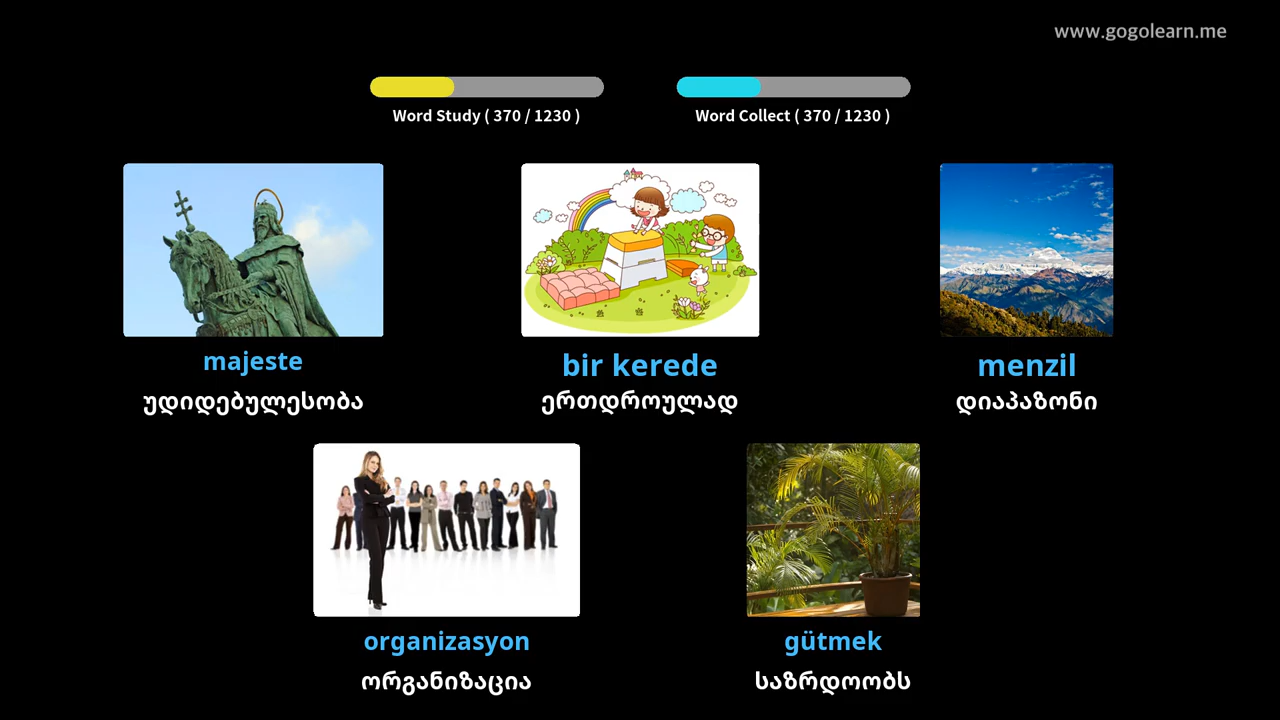 www.gogolearn.me
Word Study ( 370 / 1230 )
Word Collect ( 370 / 1230 )
majeste
უდიდებულესობა
bir kerede
ერთდროულად
menzil
დიაპაზონი
organizasyon
ორგანიზაცია
gütmek
საზრდოობს